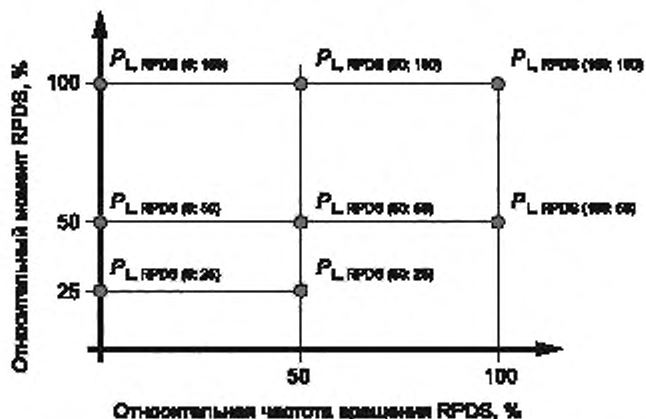 P L, RPDS (0; 100) P L, RPDS (50; 100) P L, RPDS (100; 100)
100
P L, RPDS (0; 50) P L, RPDS (50; 50) P L, RPDS (100; 50)
50
P L, RPDS (0; 25) P L, RPDS (50; 25)
25
50 100
Относительный момент RPDS, %
Относительная частота вращения RPDS, %